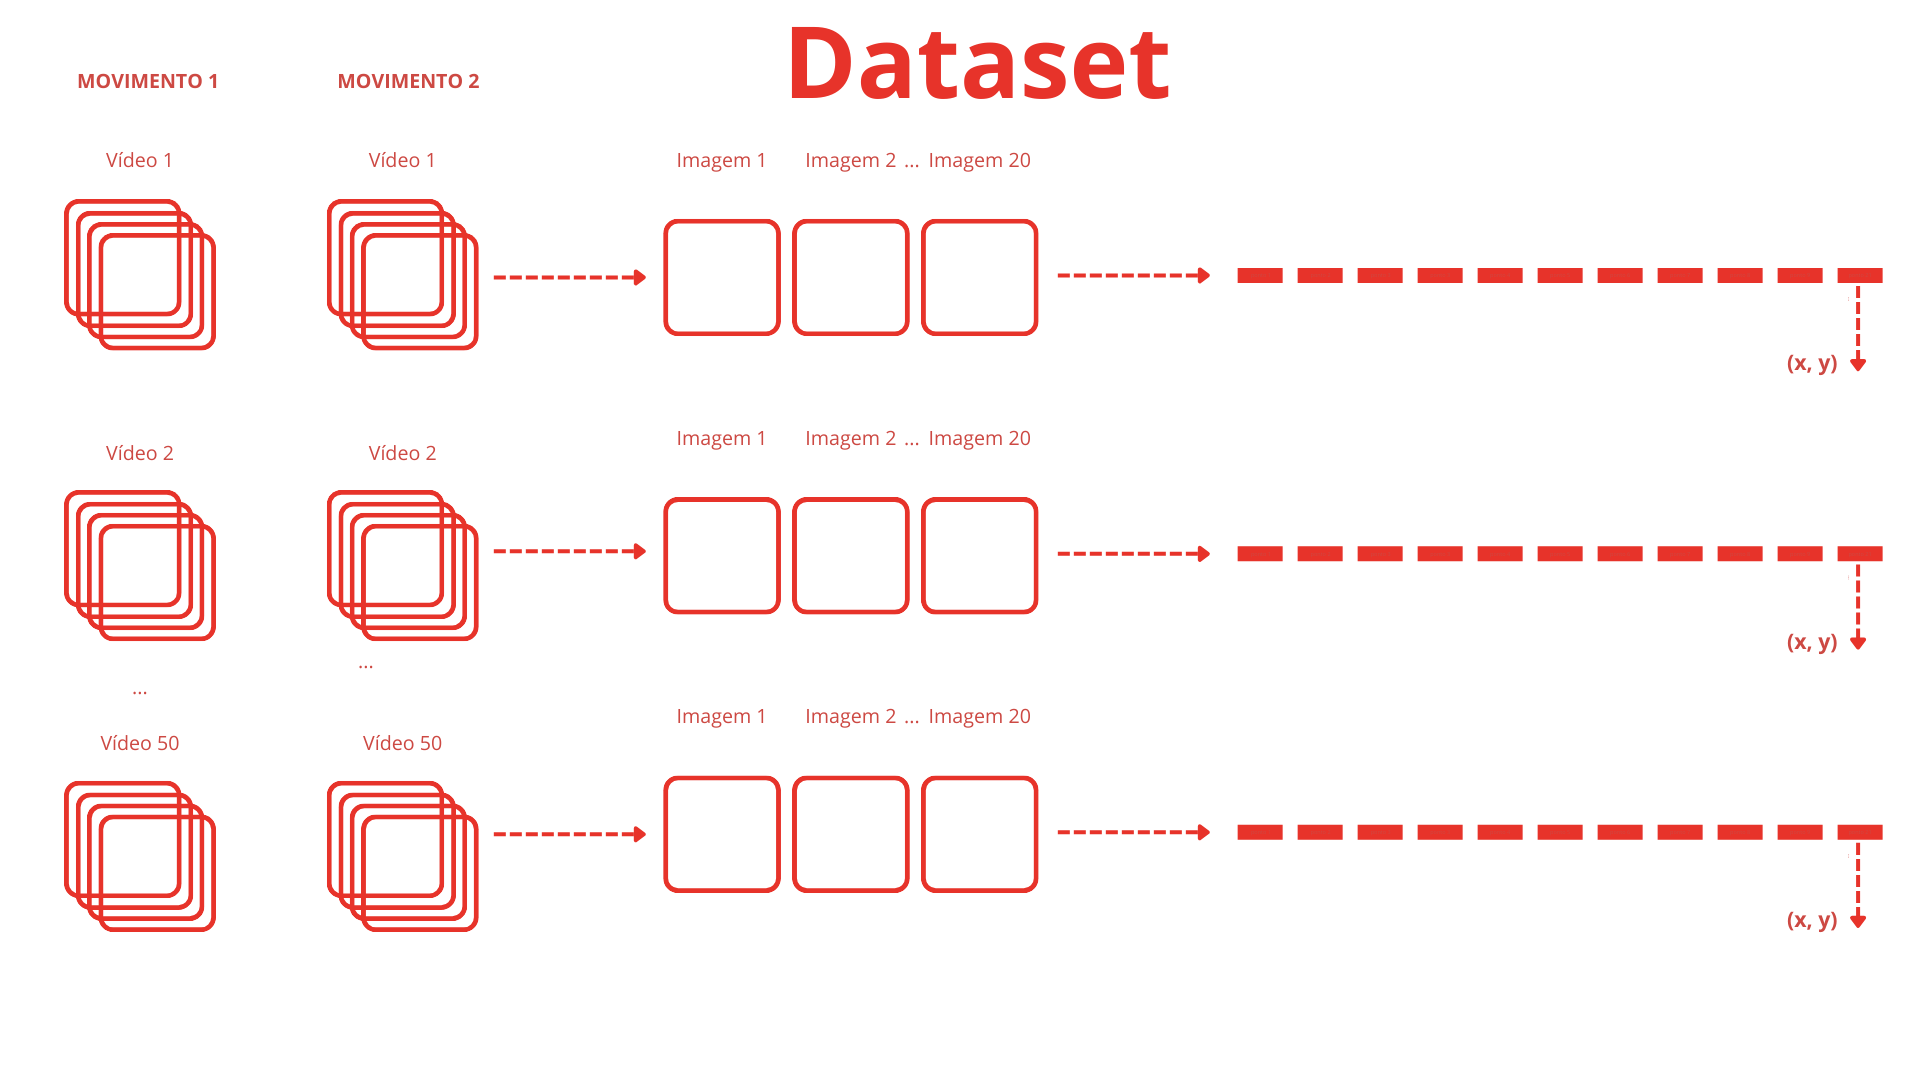 Dataset
MOVIMENTO 1 MOVIMENTO 2
Vídeo 1 Vídeo 1 Imagem 1 Imagem 2 ... Imagem 20
(x, y)
Vídeo 2 Vídeo 2 Imagem 1 Imagem 2 ... Imagem 20
(x, y)
...
...
Vídeo 50 Vídeo 50 Imagem 1 Imagem 2 ... Imagem 20
(x, y)